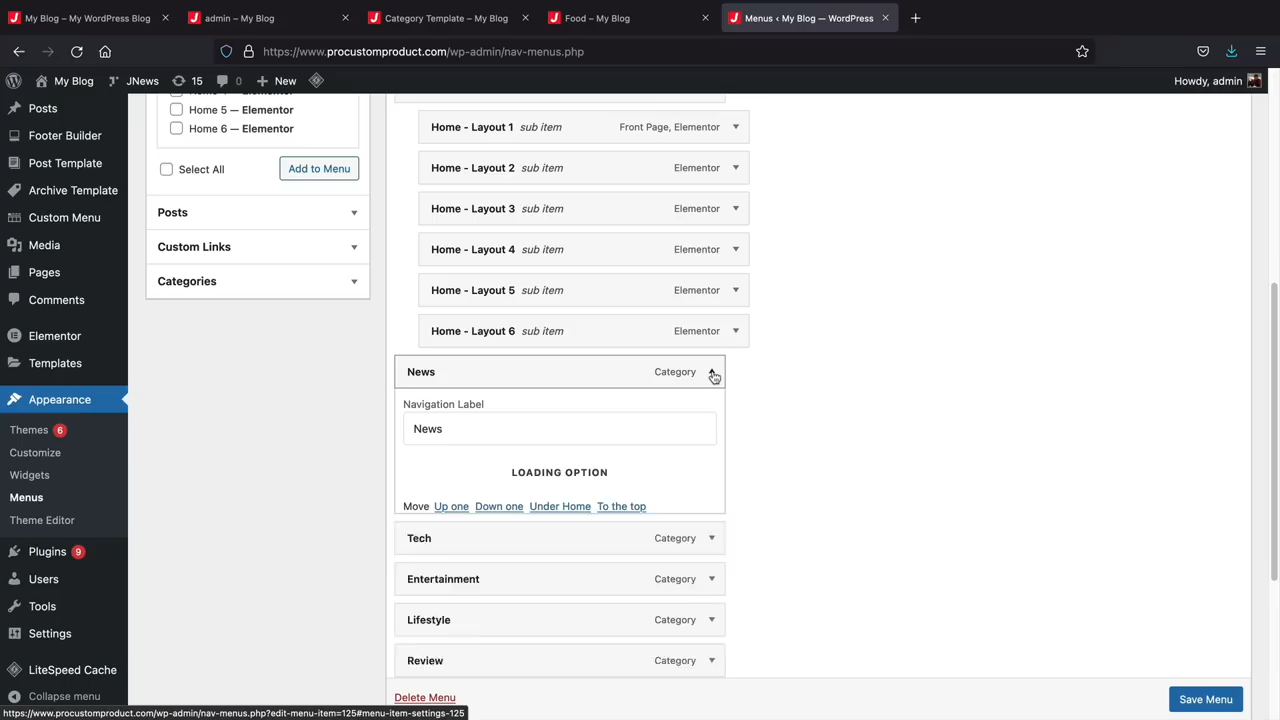 My Blog – My WordPress Blog
admin – My Blog
Category Template – My Blog
Food – My Blog
Menus ‹ My Blog — WordPress
https://www.procustomproduct.com/wp-admin/nav-menus.php
My Blog
JNews
15
0
New
Howdy, admin
Posts
Footer Builder
Post Template
Archive Template
Custom Menu
Media
Pages
Comments
Elementor
Templates
Appearance
Themes 6
Customize
Widgets
Menus
Theme Editor
Plugins 9
Users
Tools
Settings
LiteSpeed Cache
Collapse menu
Home 5 — Elementor
Home 6 — Elementor
Select All
Add to Menu
Posts
Custom Links
Categories
Home - Layout 1 sub item Front Page, Elementor
Home - Layout 2 sub item Elementor
Home - Layout 3 sub item Elementor
Home - Layout 4 sub item Elementor
Home - Layout 5 sub item Elementor
Home - Layout 6 sub item Elementor
News Category
Navigation Label
News
LOADING OPTION
Move Up one Down one Under Home To the top
Tech Category
Entertainment Category
Lifestyle Category
Review Category
Delete Menu
Save Menu
https://www.procustomproduct.com/wp-admin/nav-menus.php?edit-menu-item=125#menu-item-settings-125